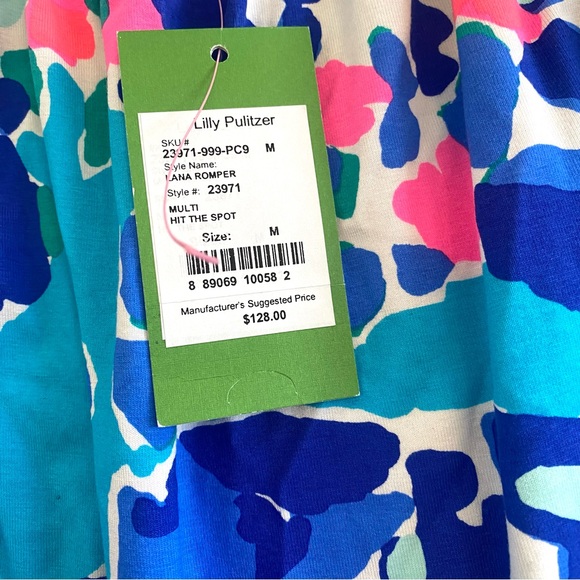 Lilly Pulitzer
SKU #
23971-999-PC9 M
Style Name:
LANA ROMPER
Style #: 23971
MULTI
HIT THE SPOT
Size: M
8 89069 10058 2
Manufacturer's Suggested Price
$128.00